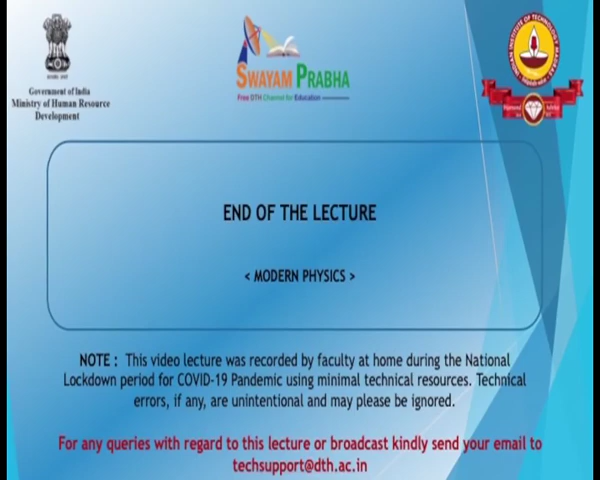 Government of India
Ministry of Human Resource
Development
SWAYAM PRABHA
Free DTH Channel for Education
END OF THE LECTURE
< MODERN PHYSICS >
NOTE : This video lecture was recorded by faculty at home during the National
Lockdown period for COVID-19 Pandemic using minimal technical resources. Technical
errors, if any, are unintentional and may please be ignored.
For any queries with regard to this lecture or broadcast kindly send your email to
techsupport@dth.ac.in